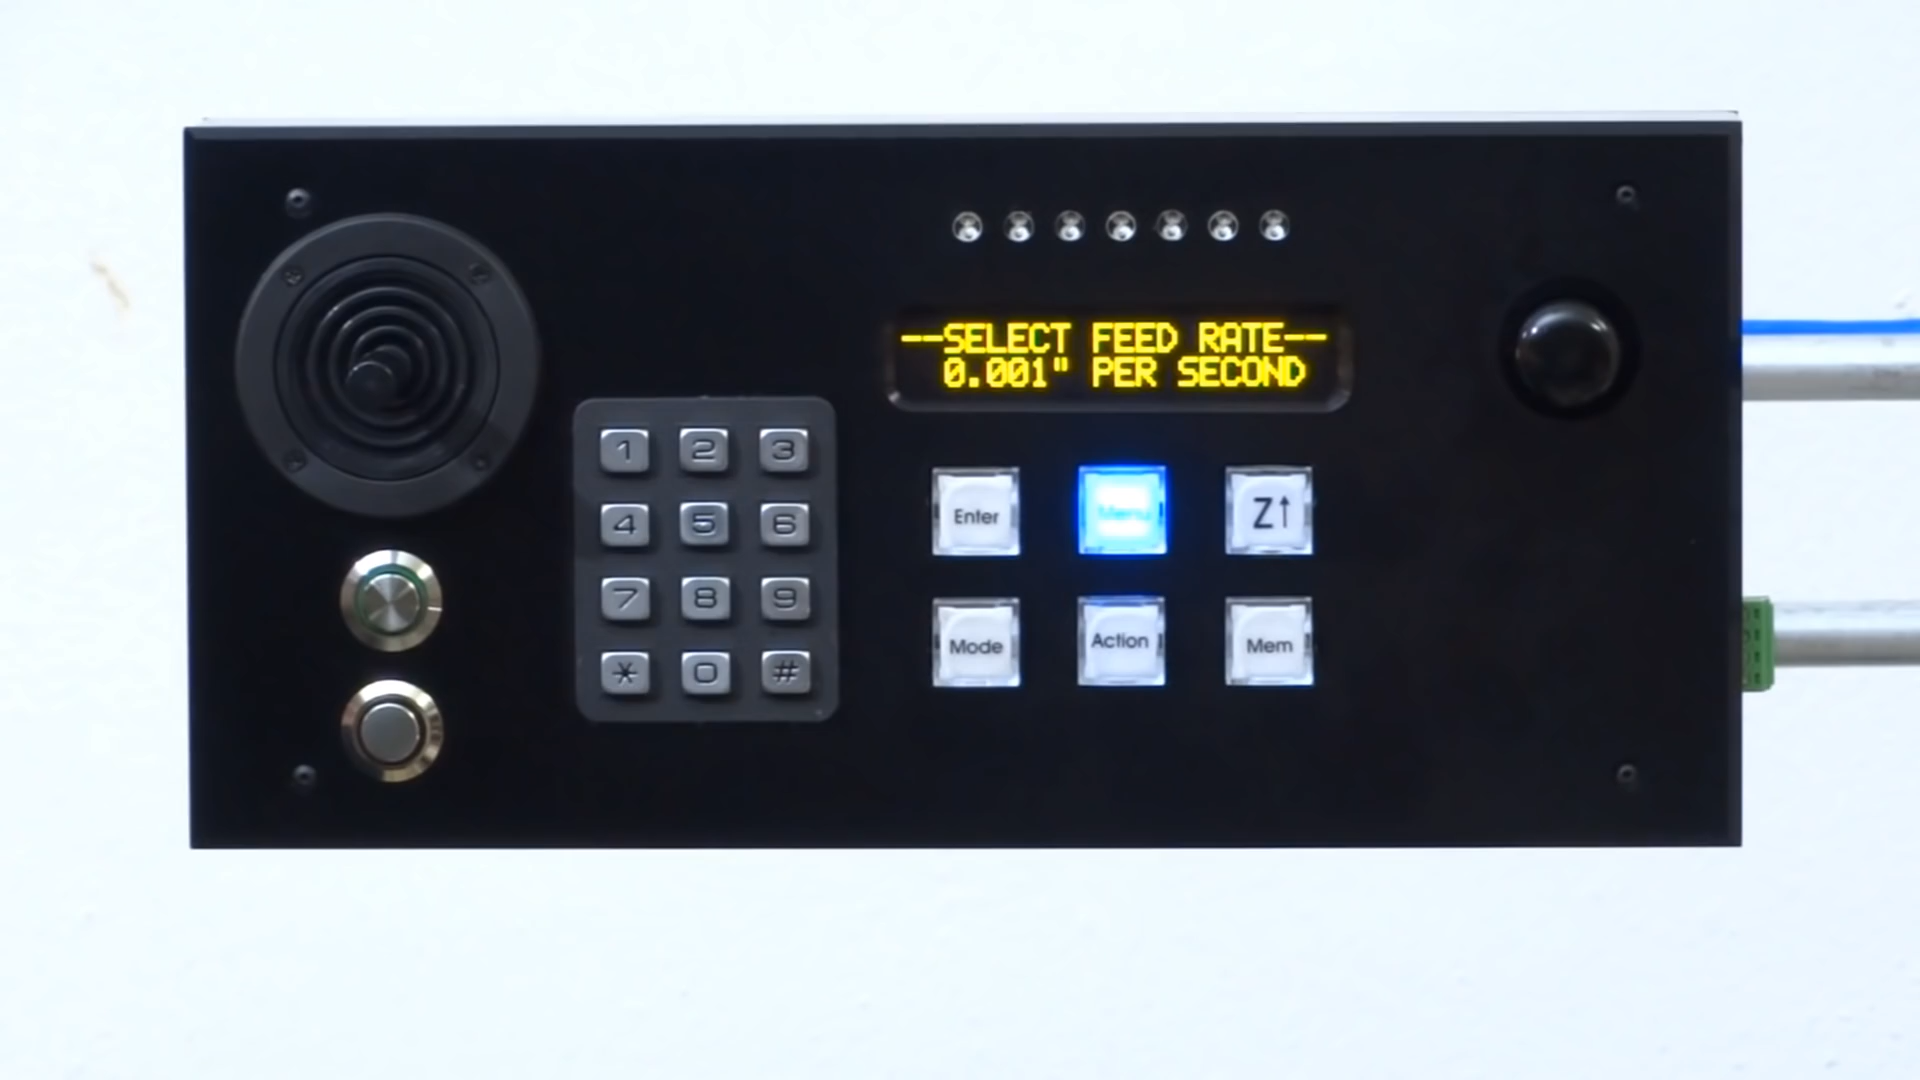 --SELECT FEED RATE--
0.001" PER SECOND
1 2 3
4 5 6
7 8 9
* 0 #
Enter Menu Z↑
Mode Action Mem